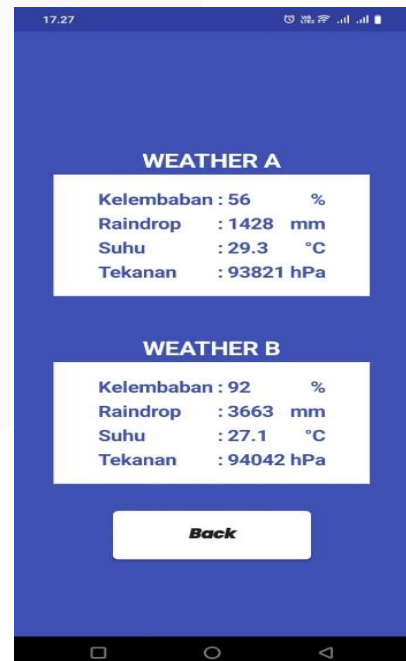 17.27
WEATHER A
Kelembaban : 56 %
Raindrop : 1428 mm
Suhu : 29.3 °C
Tekanan : 93821 hPa
WEATHER B
Kelembaban : 92 %
Raindrop : 3663 mm
Suhu : 27.1 °C
Tekanan : 94042 hPa
Back